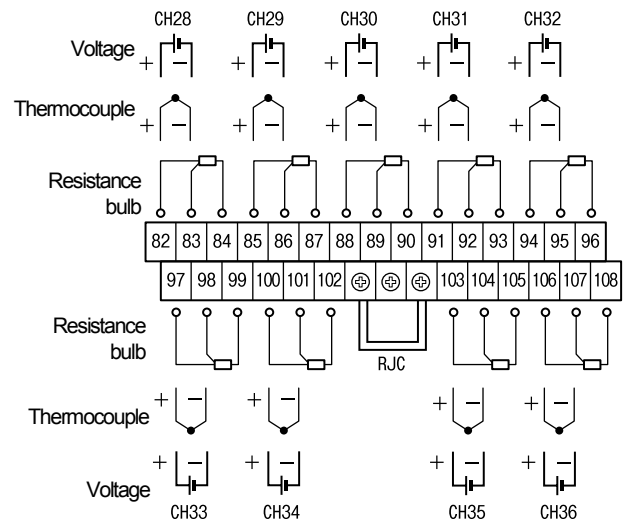 CH28 CH29 CH30 CH31 CH32
Voltage + − + − + − + − + −
Thermocouple + − + − + − + − + −
Resistance
bulb
82 83 84 85 86 87 88 89 90 91 92 93 94 95 96
97 98 99 100 101 102 103 104 105 106 107 108
Resistance
bulb
RJC
Thermocouple + − + − + − + −
Voltage + − + − + − + −
CH33 CH34 CH35 CH36